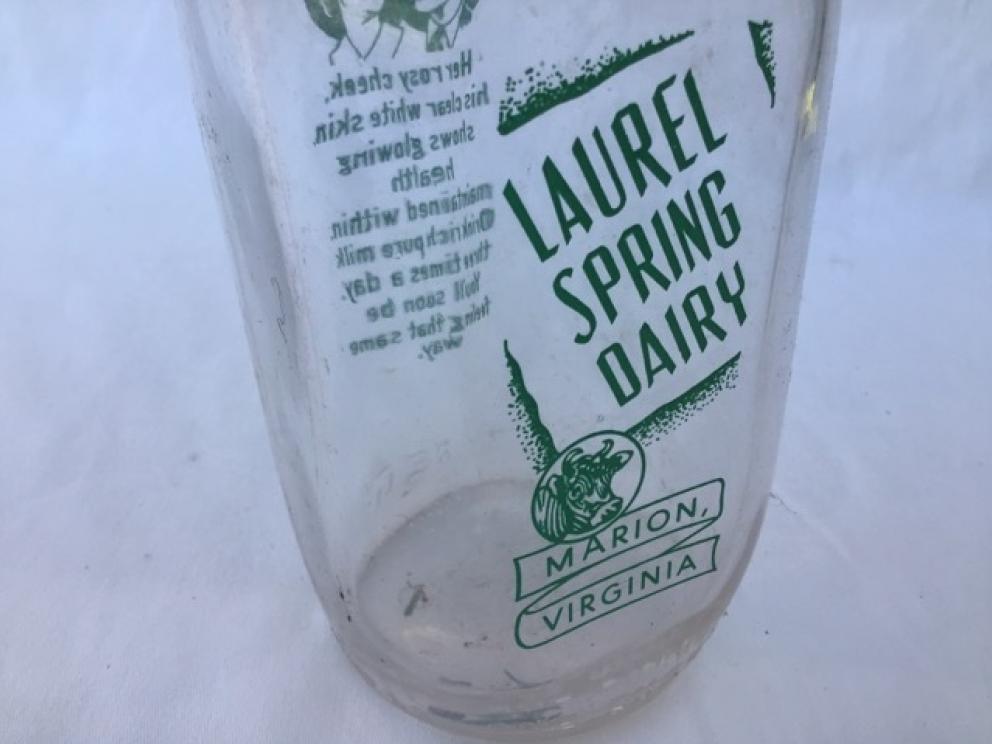 LAUREL
SPRING
DAIRY
MARION,
VIRGINIA
Her rosy cheek,
his clear white skin.
shows glowing
health
maintained within.
Drink rich pure milk
three times a day.
You'll soon be
feeling that same
way.